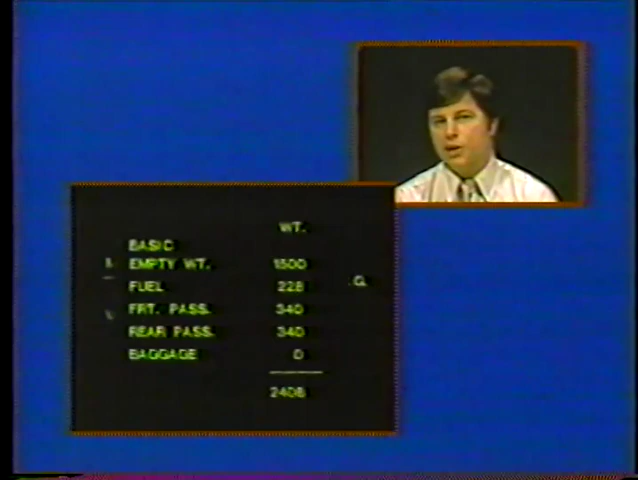 WT.
BASIC
EMPTY WT. 1500
FUEL 228
FRT. PASS. 340
REAR PASS. 340
BAGGAGE 0
2408